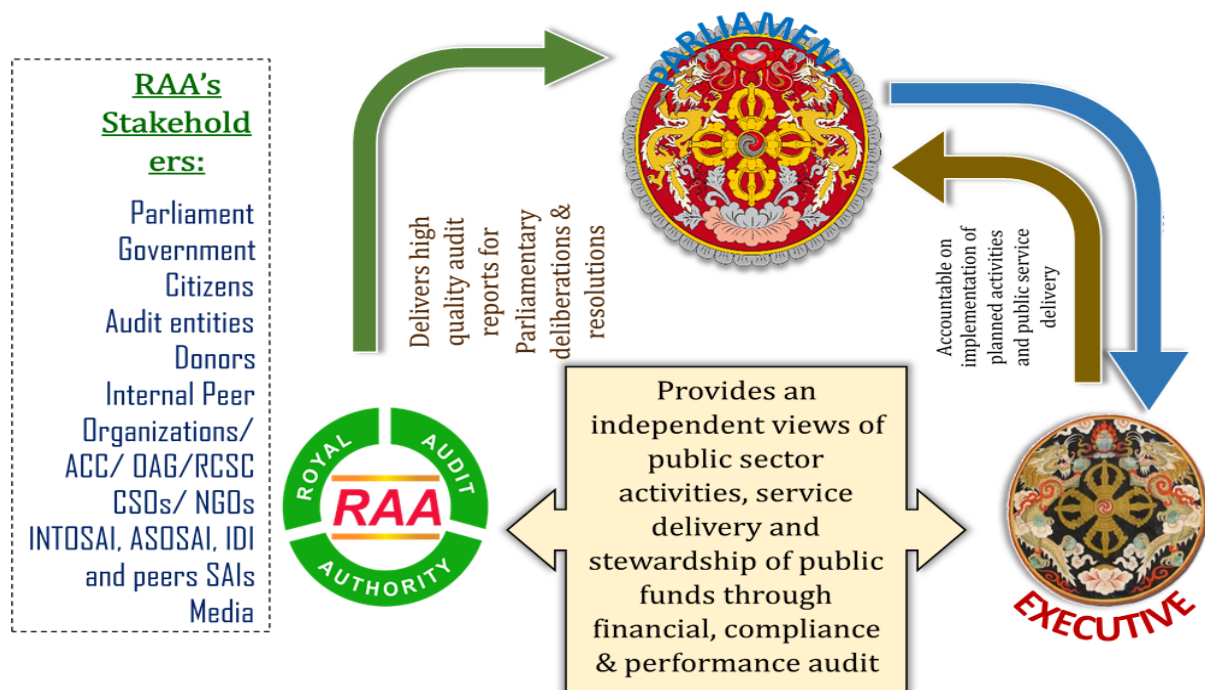 RAA's
Stakehold
ers:
Parliament
Government
Citizens
Audit entities
Donors
Internal Peer
Organizations/
ACC/ OAG/RCSC
CSOs/ NGOs
INTOSAI, ASOSAI, IDI
and peers SAIs
Media
Delivers high
quality audit
reports for
Parliamentary
deliberations &
resolutions
PARLIAMENT
Accountable on
implementation of
planned activities
and public service
delivery
ROYAL AUDIT
RAA
AUTHORITY
Provides an
independent views of
public sector
activities, service
delivery and
stewardship of public
funds through
financial, compliance
& performance audit
EXECUTIVE